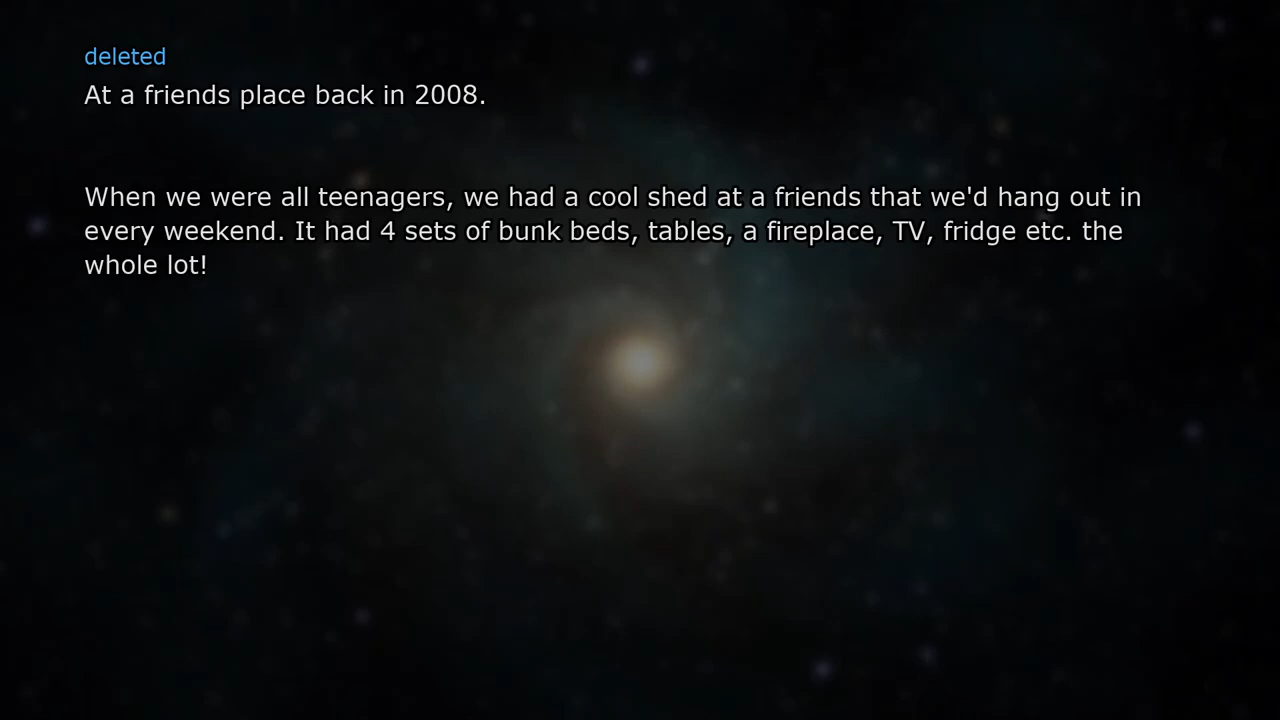 deleted
At a friends place back in 2008.
When we were all teenagers, we had a cool shed at a friends that we'd hang out in
every weekend. It had 4 sets of bunk beds, tables, a fireplace, TV, fridge etc. the
whole lot!